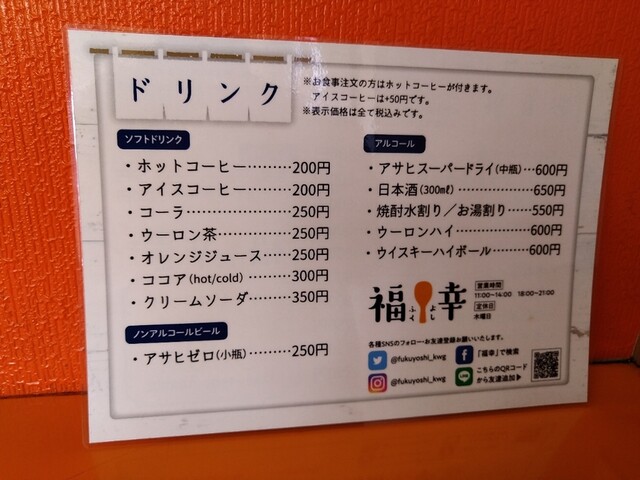 ドリンク
※お食事注文の方はホットコーヒーが付きます。
アイスコーヒーは+50円です。
※表示価格は全て税込みです。
ソフトドリンク
・ホットコーヒー………200円
・アイスコーヒー………200円
・コーラ………………250円
・ウーロン茶……………250円
・オレンジジュース……250円
・ココア(hot/cold)………300円
・クリームソーダ………350円
ノンアルコールビール
・アサヒゼロ(小瓶)………250円
アルコール
・アサヒスーパードライ(中瓶)…600円
・日本酒(300㎖)……………650円
・焼酎水割り／お湯割り……550円
・ウーロンハイ……………600円
・ウイスキーハイボール……600円
福幸
ふくよし
営業時間
11:00〜14:00 18:00〜21:00
定休日
木曜日
各種SNSのフォロー・お友達登録お願いいたします。
@fukuyoshi_kwg
「福幸」で検索
@fukuyoshi_kwg
LINE
こちらのQRコード
から友達追加▶